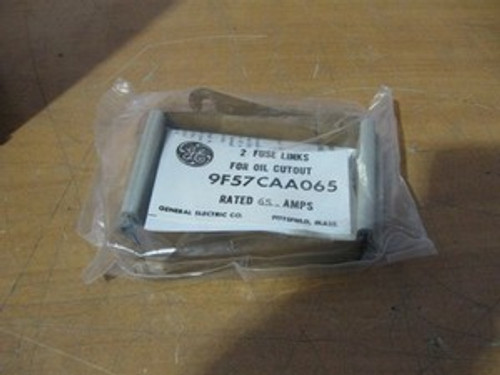 GE
2 FUSE LINKS
FOR OIL CUTOUT
9F57CAA065
RATED 65 AMPS
GENERAL ELECTRIC CO. PITTSFIELD, MASS.